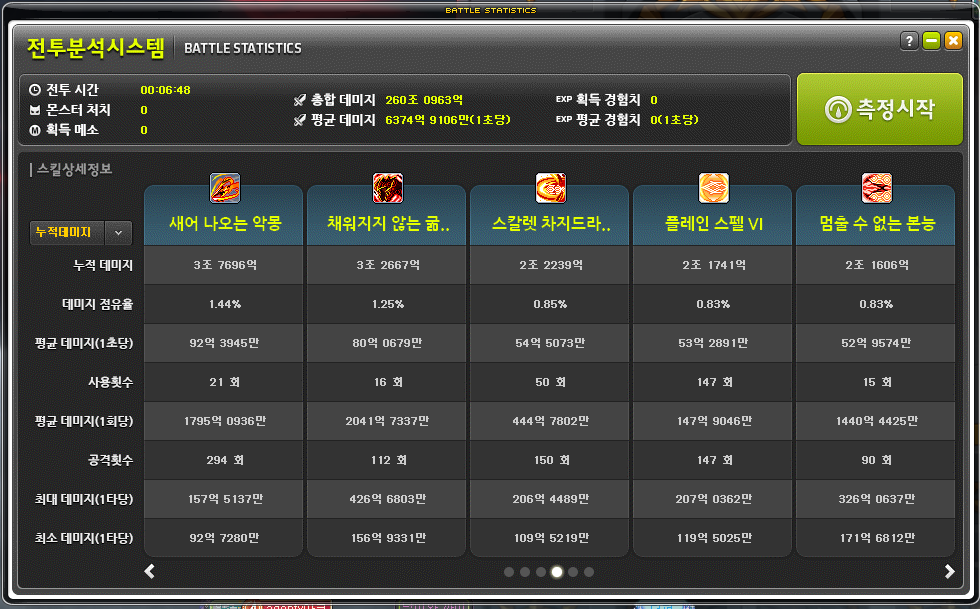 BATTLE STATISTICS
전투분석시스템 BATTLE STATISTICS ?
전투 시간 00:06:48
몬스터 처치 0
획득 메소 0
총합 데미지 260조 0963억
평균 데미지 6374억 9106만(1초당)
EXP 획득 경험치 0
EXP 평균 경험치 0(1초당)
측정시작
스킬상세정보
누적데미지
새어 나오는 악몽 채워지지 않는 굶.. 스칼렛 차지드라.. 플레인 스펠 VI 멈출 수 없는 본능
누적 데미지 3조 7696억 3조 2667억 2조 2239억 2조 1741억 2조 1606억
데미지 점유율 1.44% 1.25% 0.85% 0.83% 0.83%
평균 데미지(1초당) 92억 3945만 80억 0679만 54억 5073만 53억 2891만 52억 9574만
사용횟수 21 회 16 회 50 회 147 회 15 회
평균 데미지(1회당) 1795억 0936만 2041억 7337만 444억 7802만 147억 9046만 1440억 4425만
공격횟수 294 회 112 회 150 회 147 회 90 회
최대 데미지(1타당) 157억 5137만 426억 6803만 206억 4489만 207억 0362만 326억 0637만
최소 데미지(1타당) 92억 7280만 156억 9331만 109억 5219만 119억 5025만 171억 6812만